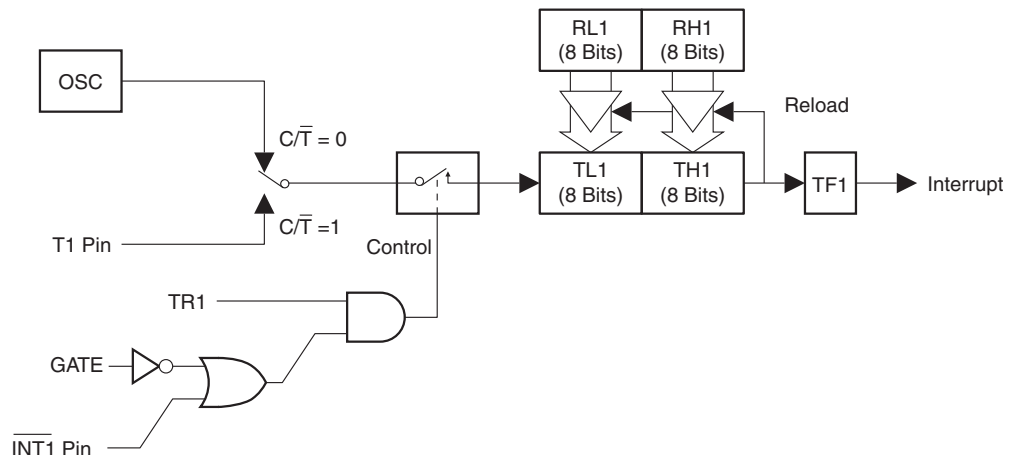 RL1
(8 Bits)
RH1
(8 Bits)
OSC
Reload
C/T̅ = 0
TL1
(8 Bits)
TH1
(8 Bits)
TF1
Interrupt
C/T̅ =1
T1 Pin
Control
TR1
GATE
I̅N̅T̅1̅ Pin